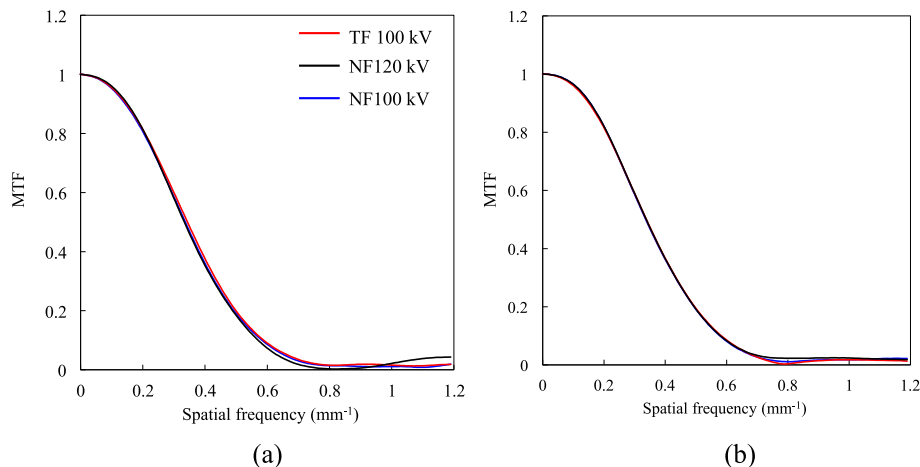 1.2
1
0.8
0.6
0.4
0.2
0
MTF
0 0.2 0.4 0.6 0.8 1 1.2
Spatial frequency (mm-1)
TF 100 kV
NF120 kV
NF100 kV
(a)
1.2
1
0.8
0.6
0.4
0.2
0
MTF
0 0.2 0.4 0.6 0.8 1 1.2
Spatial frequency (mm-1)
(b)